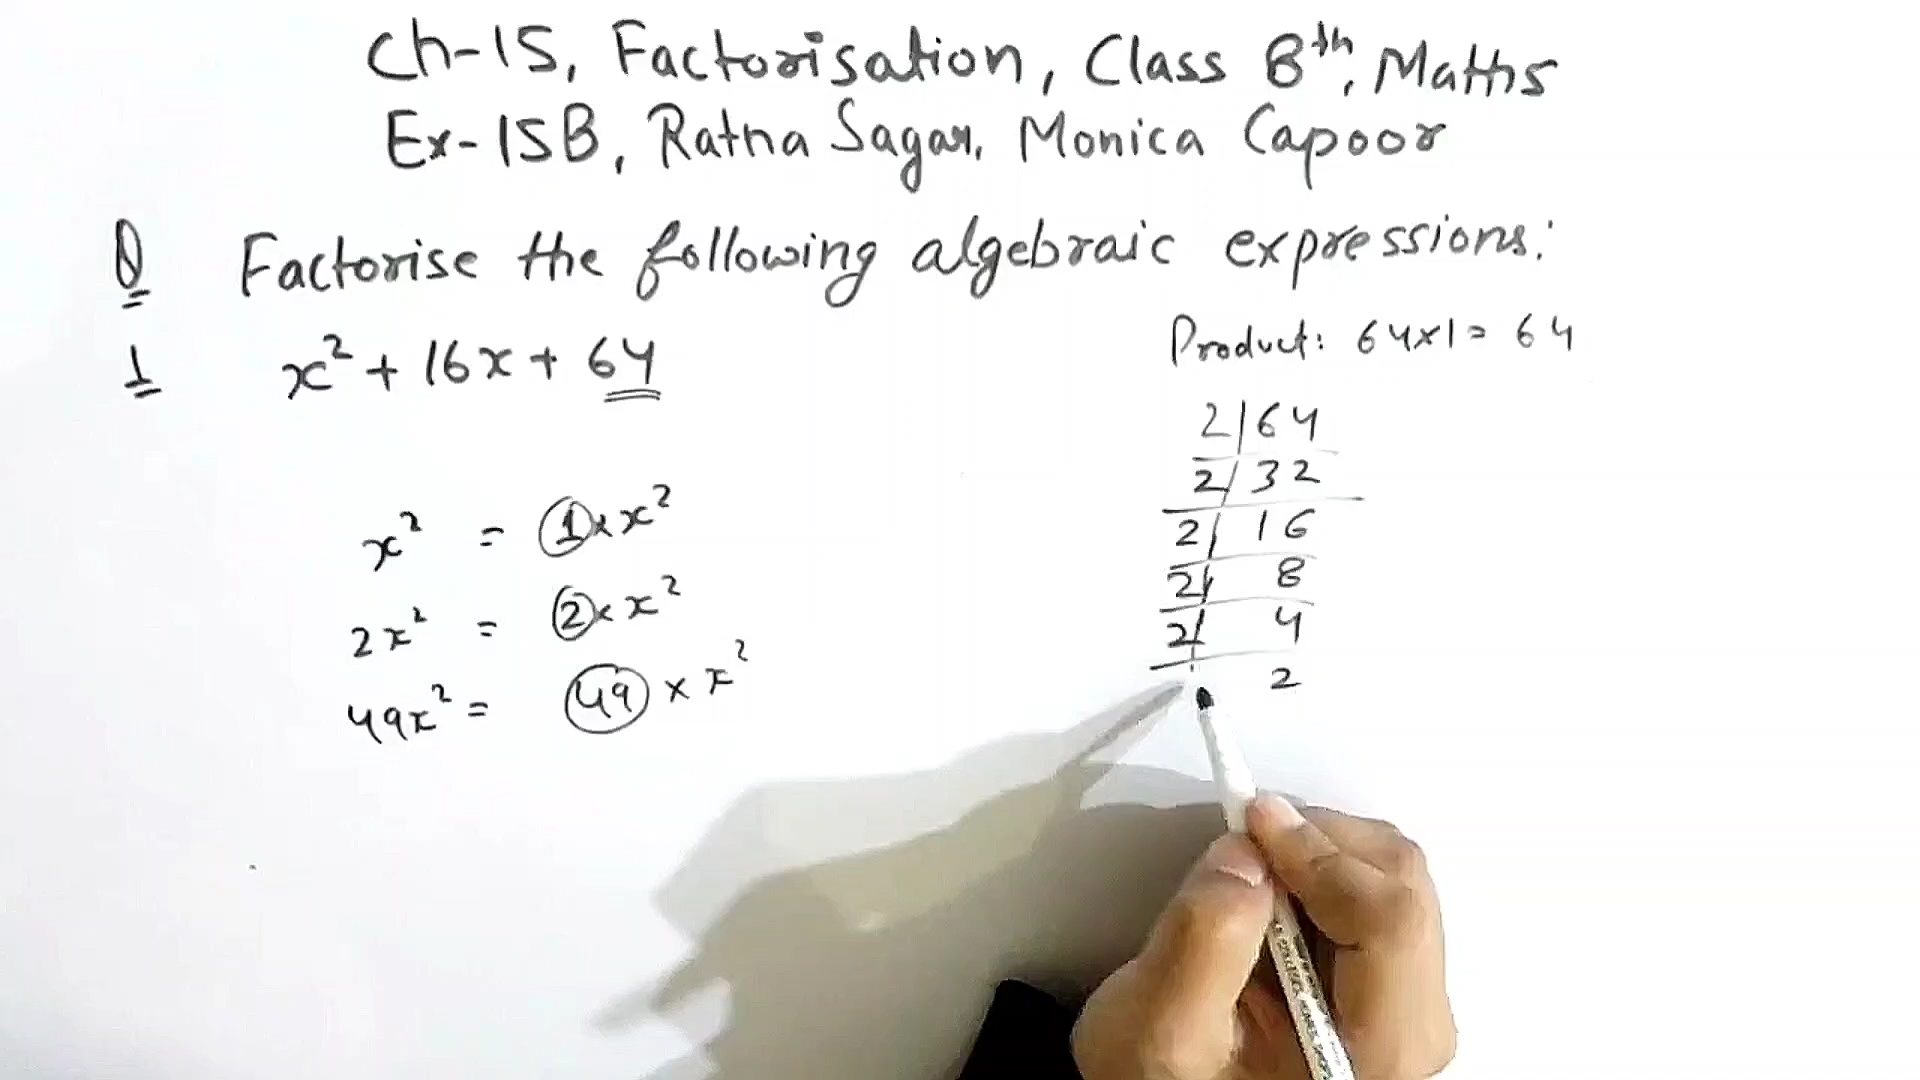 Ch-15, Factorisation, Class 8th, Maths
Ex-15B, Ratna Sagar, Monica Capoor
Q Factorise the following algebraic expressions:
1 x² + 16x + 64
Product: 64x1 = 64
2 | 64
2 | 32
2 | 16
2 | 8
2 | 4
2
x² = 1 × x²
2x² = 2 × x²
49x² = 49 × x²